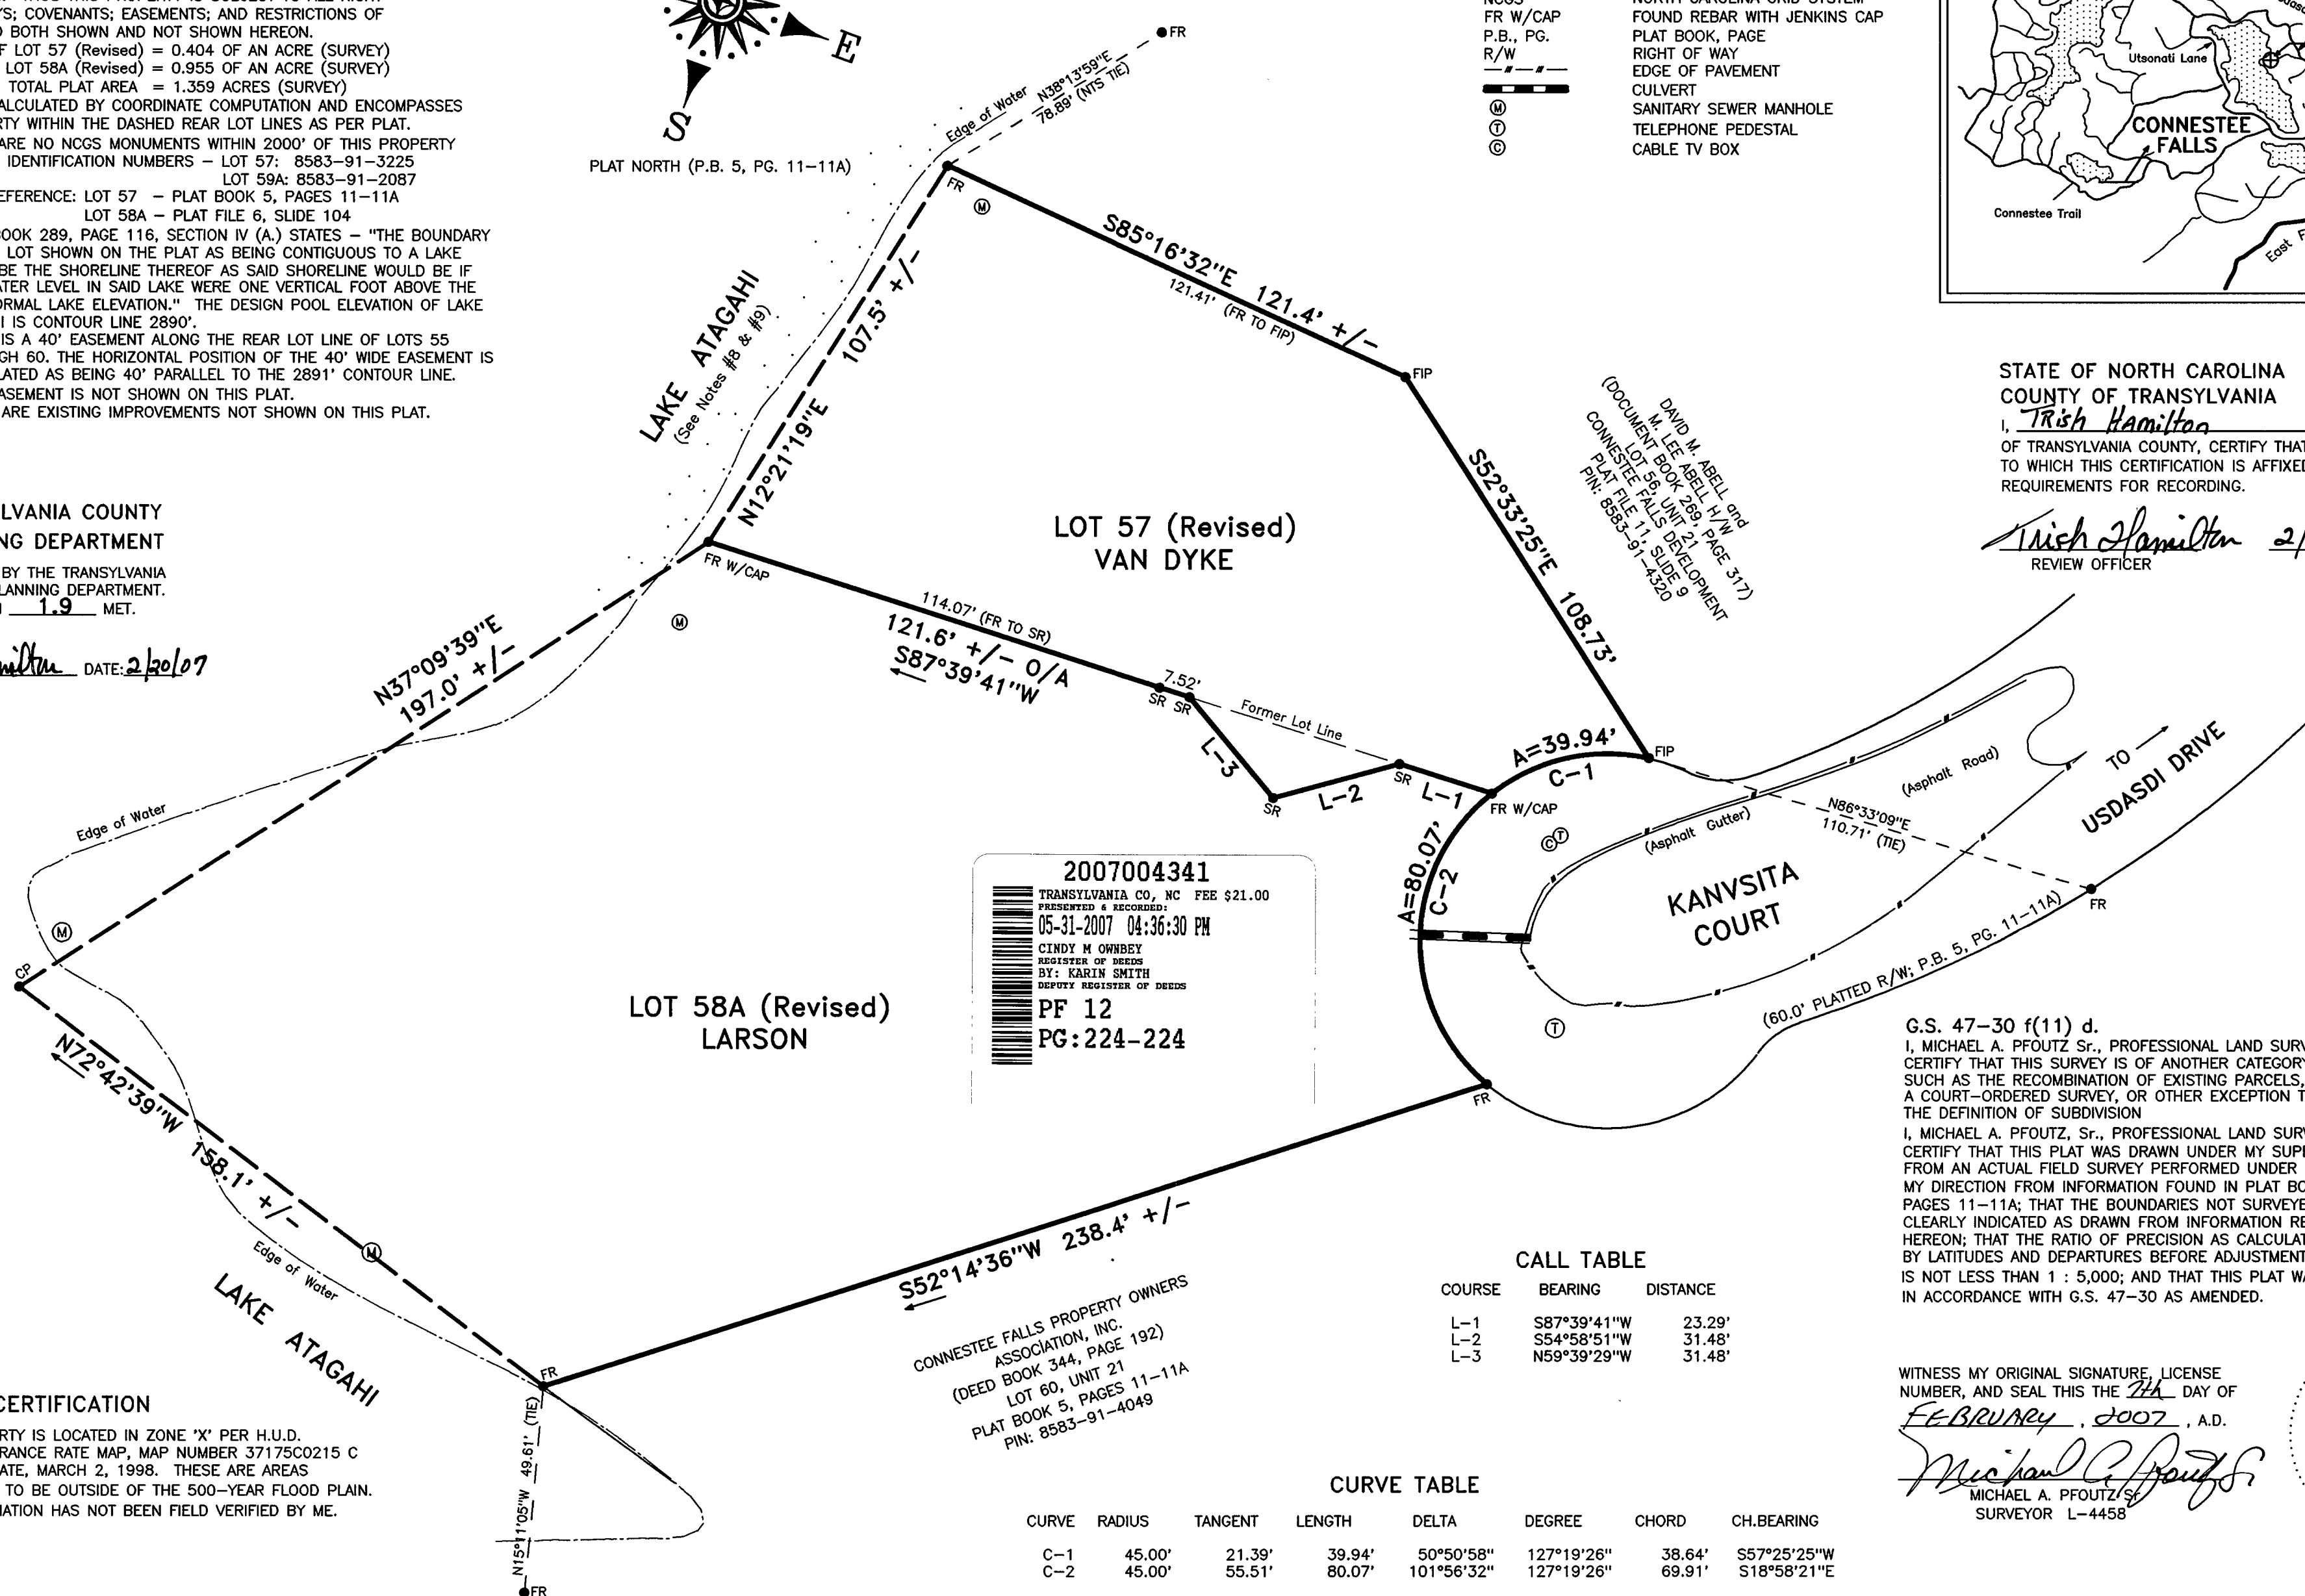 YS; COVENANTS; EASEMENTS; AND RESTRICTIONS OF
BOTH SHOWN AND NOT SHOWN HEREON.
F LOT 57 (Revised) = 0.404 OF AN ACRE (SURVEY)
LOT 58A (Revised) = 0.955 OF AN ACRE (SURVEY)
TOTAL PLAT AREA = 1.359 ACRES (SURVEY)
ALCULATED BY COORDINATE COMPUTATION AND ENCOMPASSES
RTY WITHIN THE DASHED REAR LOT LINES AS PER PLAT.
ARE NO NCGS MONUMENTS WITHIN 2000' OF THIS PROPERTY
IDENTIFICATION NUMBERS – LOT 57: 8583–91–3225
LOT 59A: 8583–91–2087
EFERENCE: LOT 57 – PLAT BOOK 5, PAGES 11–11A
LOT 58A – PLAT FILE 6, SLIDE 104
OOK 289, PAGE 116, SECTION IV (A.) STATES – "THE BOUNDARY
LOT SHOWN ON THE PLAT AS BEING CONTIGUOUS TO A LAKE
BE THE SHORELINE THEREOF AS SAID SHORELINE WOULD BE IF
ATER LEVEL IN SAID LAKE WERE ONE VERTICAL FOOT ABOVE THE
ORMAL LAKE ELEVATION." THE DESIGN POOL ELEVATION OF LAKE
I IS CONTOUR LINE 2890'.
IS A 40' EASEMENT ALONG THE REAR LOT LINE OF LOTS 55
GH 60. THE HORIZONTAL POSITION OF THE 40' WIDE EASEMENT IS
LATED AS BEING 40' PARALLEL TO THE 2891' CONTOUR LINE.
ASEMENT IS NOT SHOWN ON THIS PLAT.
ARE EXISTING IMPROVEMENTS NOT SHOWN ON THIS PLAT.
E
S
PLAT NORTH (P.B. 5, PG. 11–11A)
FR W/CAP FOUND REBAR WITH JENKINS CAP
P.B., PG. PLAT BOOK, PAGE
R/W RIGHT OF WAY
EDGE OF PAVEMENT
CULVERT
M SANITARY SEWER MANHOLE
T TELEPHONE PEDESTAL
C CABLE TV BOX
Utsonati Lane
CONNESTEE
FALLS
Connestee Trail
East F
STATE OF NORTH CAROLINA
COUNTY OF TRANSYLVANIA
I, TRish Hamilton
OF TRANSYLVANIA COUNTY, CERTIFY THAT
TO WHICH THIS CERTIFICATION IS AFFIXED
REQUIREMENTS FOR RECORDING.
Trish Hamilton 2/
REVIEW OFFICER
LVANIA COUNTY
NG DEPARTMENT
BY THE TRANSYLVANIA
LANNING DEPARTMENT.
1.9 MET.
milton DATE: 2/20/07
FR
N38°13'59"E
78.89' (NTS TIE)
Edge of Water
FR
M
S85°16'32"E 121.4' +/-
121.41' (FR TO FIP)
FIP
LAKE ATAGAHI
(See Notes #8 & #9)
N12°21'19"E 107.5' +/-
FR W/CAP
M
LOT 57 (Revised)
VAN DYKE
S52°33'25"E 108.73'
DAVID M. ABELL and
M. LEE ABELL H/W
(DOCUMENT BOOK 269, PAGE 317)
LOT 56, UNIT 21
CONNESTEE FALLS DEVELOPMENT
PLAT FILE 11, SLIDE 9
PIN: 8583–91–4320
114.07' (FR TO SR)
121.6' +/- O/A
S87°39'41"W
7.52'
SR SR
Former Lot Line
L–3
SR
L–2
SR
L–1
A=39.94'
C–1
FIP
FR W/CAP
A=80.07'
C–2
C T
N37°09'39"E
197.0' +/-
Edge of Water
M
CP
(Asphalt Gutter)
(Asphalt Road)
N86°33'09"E
110.71' (TIE)
TO
USDASDI DRIVE
KANVSITA
COURT
FR
(60.0' PLATTED R/W; P.B. 5, PG. 11–11A)
T
FR
2007004341
TRANSYLVANIA CO, NC FEE $21.00
PRESENTED & RECORDED:
05-31-2007 04:36:30 PM
CINDY M OWNBEY
REGISTER OF DEEDS
BY: KARIN SMITH
DEPUTY REGISTER OF DEEDS
PF 12
PG:224-224
LOT 58A (Revised)
LARSON
N72°42'39"W 158.1' +/-
M
Edge of Water
LAKE ATAGAHI
FR
S52°14'36"W 238.4' +/-
CONNESTEE FALLS PROPERTY OWNERS
ASSOCIATION, INC.
(DEED BOOK 344, PAGE 192)
LOT 60, UNIT 21
PLAT BOOK 5, PAGES 11–11A
PIN: 8583–91–4049
N15°11'05"W 49.61' (TIE)
FR
CERTIFICATION
RTY IS LOCATED IN ZONE 'X' PER H.U.D.
RANCE RATE MAP, MAP NUMBER 37175C0215 C
ATE, MARCH 2, 1998. THESE ARE AREAS
TO BE OUTSIDE OF THE 500–YEAR FLOOD PLAIN.
MATION HAS NOT BEEN FIELD VERIFIED BY ME.
CALL TABLE
COURSE BEARING DISTANCE
L–1 S87°39'41"W 23.29'
L–2 S54°58'51"W 31.48'
L–3 N59°39'29"W 31.48'
CURVE TABLE
CURVE RADIUS TANGENT LENGTH DELTA DEGREE CHORD CH.BEARING
C–1 45.00' 21.39' 39.94' 50°50'58" 127°19'26" 38.64' S57°25'25"W
C–2 45.00' 55.51' 80.07' 101°56'32" 127°19'26" 69.91' S18°58'21"E
G.S. 47–30 f(11) d.
I, MICHAEL A. PFOUTZ Sr., PROFESSIONAL LAND SURV
CERTIFY THAT THIS SURVEY IS OF ANOTHER CATEGORY
SUCH AS THE RECOMBINATION OF EXISTING PARCELS,
A COURT–ORDERED SURVEY, OR OTHER EXCEPTION T
THE DEFINITION OF SUBDIVISION
I, MICHAEL A. PFOUTZ, Sr., PROFESSIONAL LAND SURV
CERTIFY THAT THIS PLAT WAS DRAWN UNDER MY SUPE
FROM AN ACTUAL FIELD SURVEY PERFORMED UNDER
MY DIRECTION FROM INFORMATION FOUND IN PLAT BO
PAGES 11–11A; THAT THE BOUNDARIES NOT SURVEYE
CLEARLY INDICATED AS DRAWN FROM INFORMATION RE
HEREON; THAT THE RATIO OF PRECISION AS CALCULAT
BY LATITUDES AND DEPARTURES BEFORE ADJUSTMENT
IS NOT LESS THAN 1 : 5,000; AND THAT THIS PLAT WA
IN ACCORDANCE WITH G.S. 47–30 AS AMENDED.
WITNESS MY ORIGINAL SIGNATURE, LICENSE
NUMBER, AND SEAL THIS THE 7th DAY OF
FEBRUARY , 2007 , A.D.
Michael A Pfoutz Sr
MICHAEL A. PFOUTZ Sr
SURVEYOR L–4458